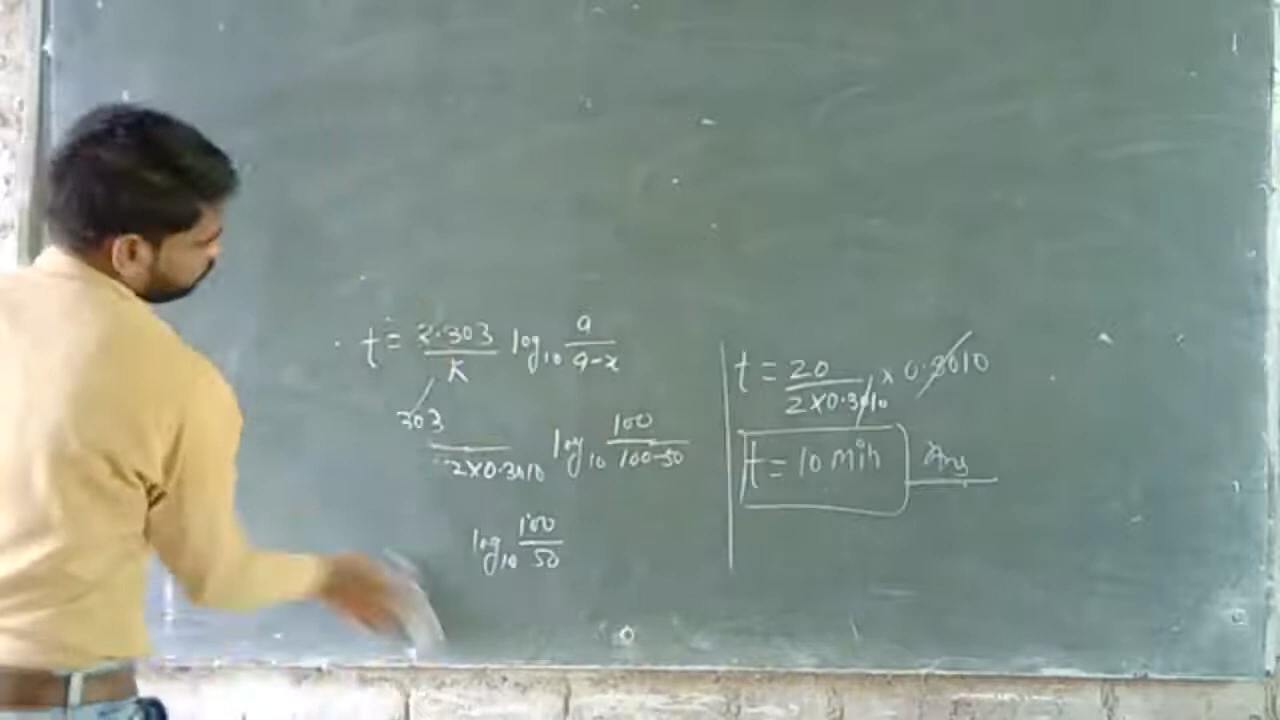 t = 2.303/K log10 a/a-x
303
/2×0.3010 log10 100/100-50
log10 100/50
t = 20/2×0.3010 × 0.3010
t = 10 min Ans